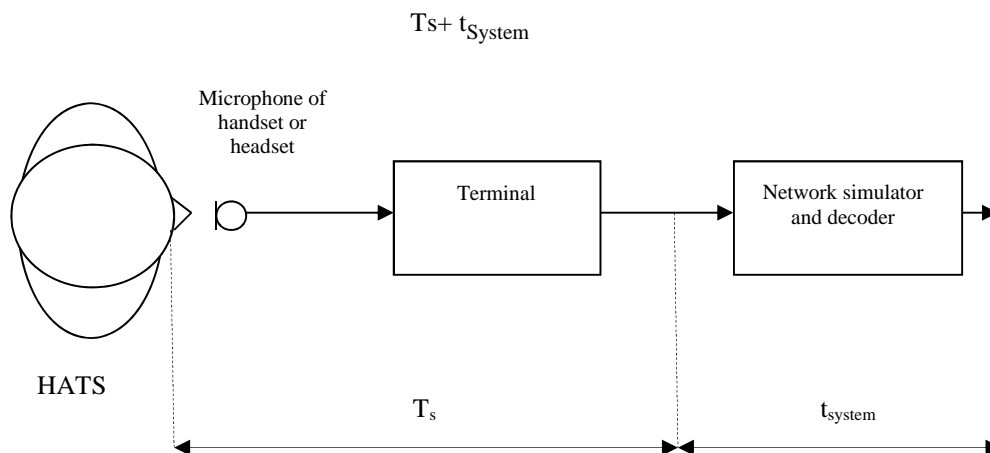 Ts+ tSystem
Microphone of
handset or
headset
Terminal
Network simulator
and decoder
HATS
Ts
tsystem